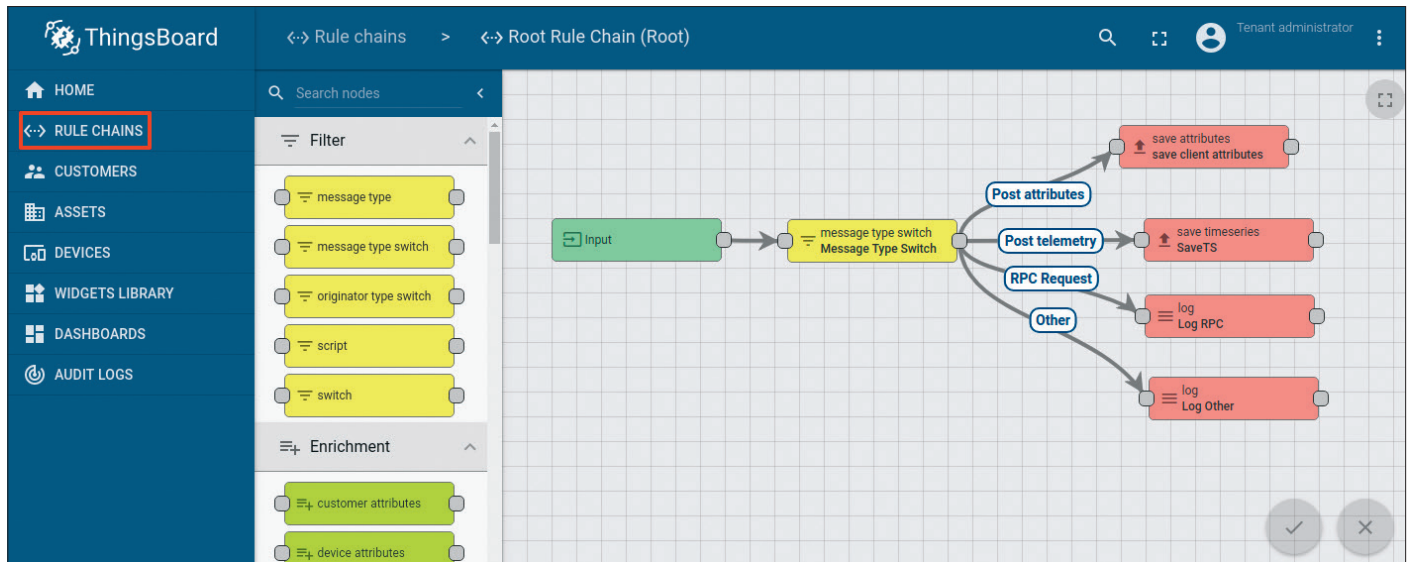 ThingsBoard
Rule chains > Root Rule Chain (Root)
Tenant administrator
HOME
RULE CHAINS
CUSTOMERS
ASSETS
DEVICES
WIDGETS LIBRARY
DASHBOARDS
AUDIT LOGS
Search nodes
Filter
message type
message type switch
originator type switch
script
switch
Enrichment
customer attributes
device attributes
Input
message type switch
Message Type Switch
Post attributes
Post telemetry
RPC Request
Other
save attributes
save client attributes
save timeseries
SaveTS
log
Log RPC
log
Log Other